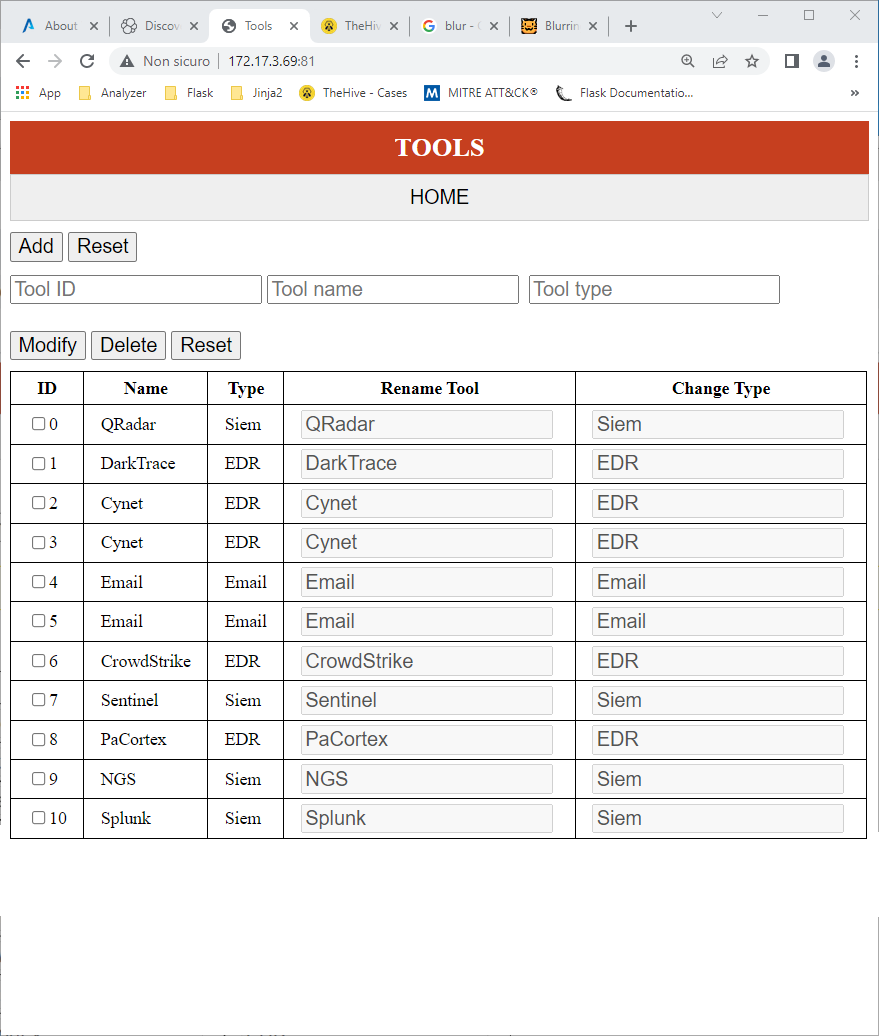 About Discov Tools TheHiv blur - Blurrin
Non sicuro 172.17.3.69:81
App Analyzer Flask Jinja2 TheHive - Cases MITRE ATT&CK® Flask Documentatio... »
TOOLS
HOME
Add Reset
Tool ID Tool name Tool type
Modify Delete Reset
ID Name Type Rename Tool Change Type
0 QRadar Siem QRadar Siem
1 DarkTrace EDR DarkTrace EDR
2 Cynet EDR Cynet EDR
3 Cynet EDR Cynet EDR
4 Email Email Email Email
5 Email Email Email Email
6 CrowdStrike EDR CrowdStrike EDR
7 Sentinel Siem Sentinel Siem
8 PaCortex EDR PaCortex EDR
9 NGS Siem NGS Siem
10 Splunk Siem Splunk Siem